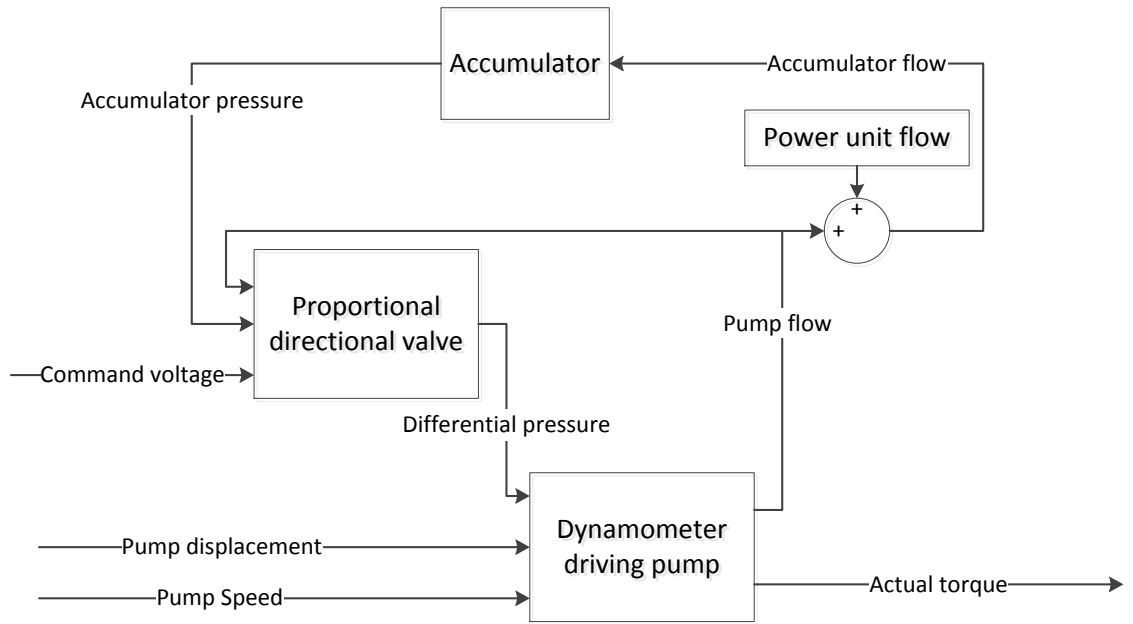 Accumulator
Accumulator flow
Accumulator pressure
Power unit flow
+
+
Proportional
directional valve
Pump flow
Command voltage
Differential pressure
Dynamometer
driving pump
Pump displacement
Actual torque
Pump Speed